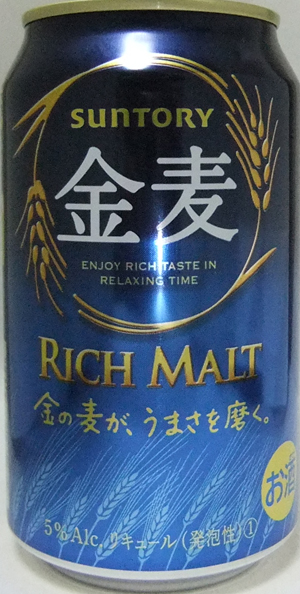 SUNTORY
金麦
ENJOY RICH TASTE IN
RELAXING TIME
RICH MALT
金の麦が、うまさを磨く。
お酒
5% Alc. リキュール(発泡性)①